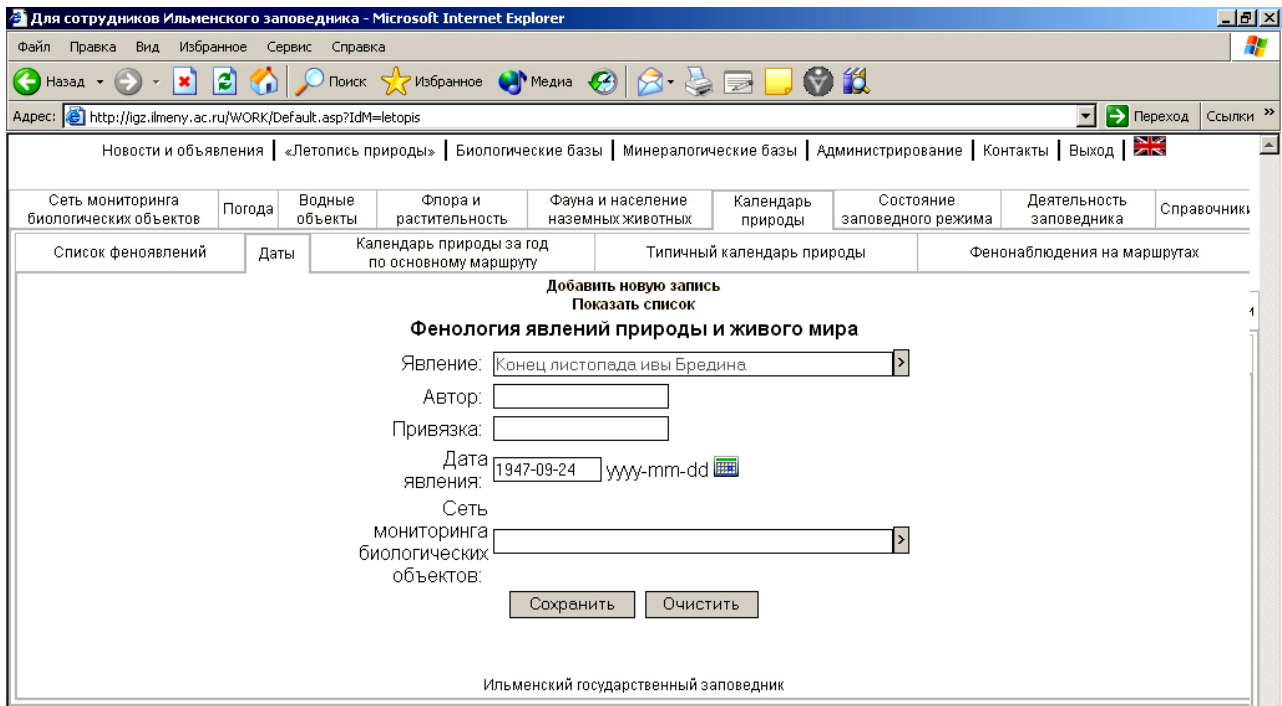 Для сотрудников Ильменского заповедника - Microsoft Internet Explorer
Файл Правка Вид Избранное Сервис Справка
Назад Поиск Избранное Медиа
Адрес: http://igz.ilmeny.ac.ru/WORK/Default.asp?IdM=letopis Переход Ссылки »
Новости и объявления | «Летопись природы» | Биологические базы | Минералогические базы | Администрирование | Контакты | Выход |
Сеть мониторинга биологических объектов Погода Водные объекты Флора и растительность Фауна и население наземных животных Календарь природы Состояние заповедного режима Деятельность заповедника Справочники
Список феноявлений Даты Календарь природы за год по основному маршруту Типичный календарь природы Фенонаблюдения на маршрутах
Добавить новую запись
Показать список
Фенология явлений природы и живого мира
Явление: Конец листопада ивы Бредина >
Автор:
Привязка:
Дата явления: 1947-09-24 yyyy-mm-dd
Сеть
мониторинга
биологических
объектов: >
Сохранить Очистить
Ильменский государственный заповедник